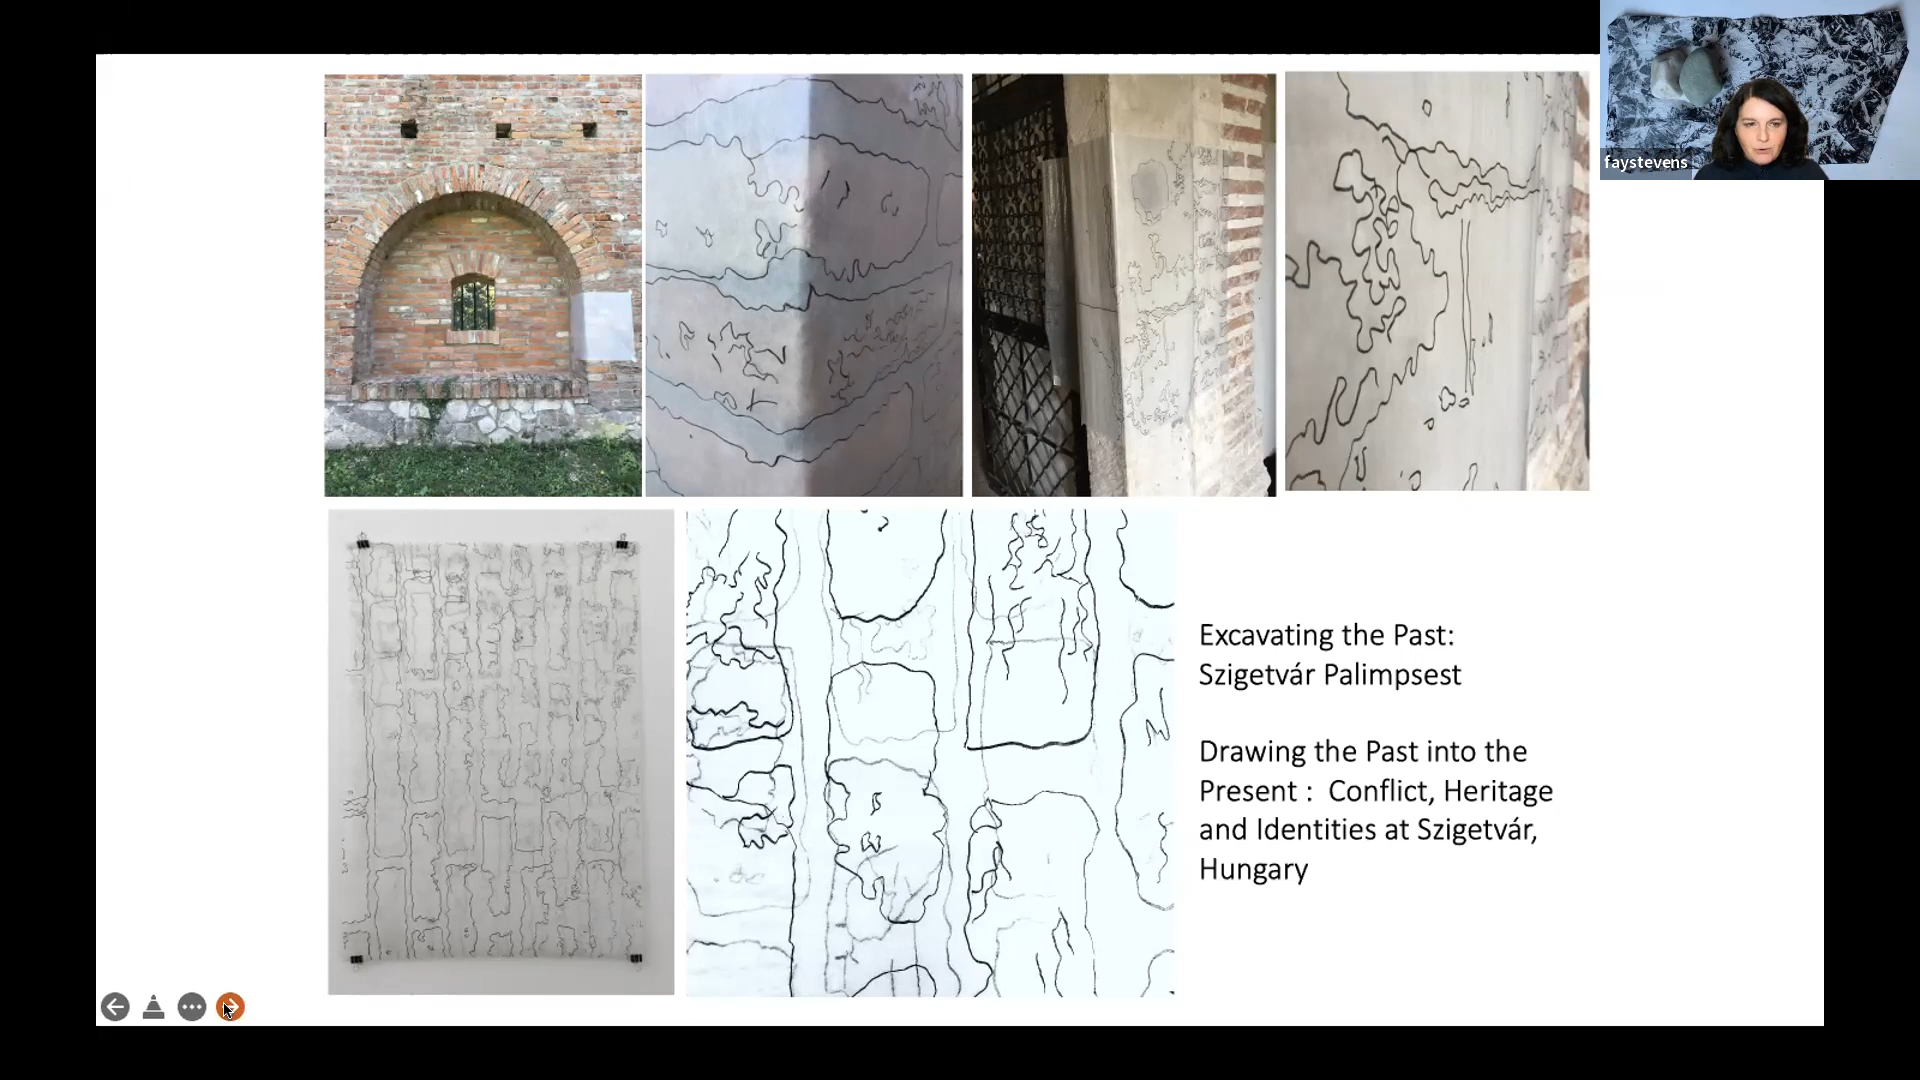 faystevens
Excavating the Past:
Szigetvár Palimpsest
Drawing the Past into the
Present :  Conflict, Heritage
and Identities at Szigetvár,
Hungary